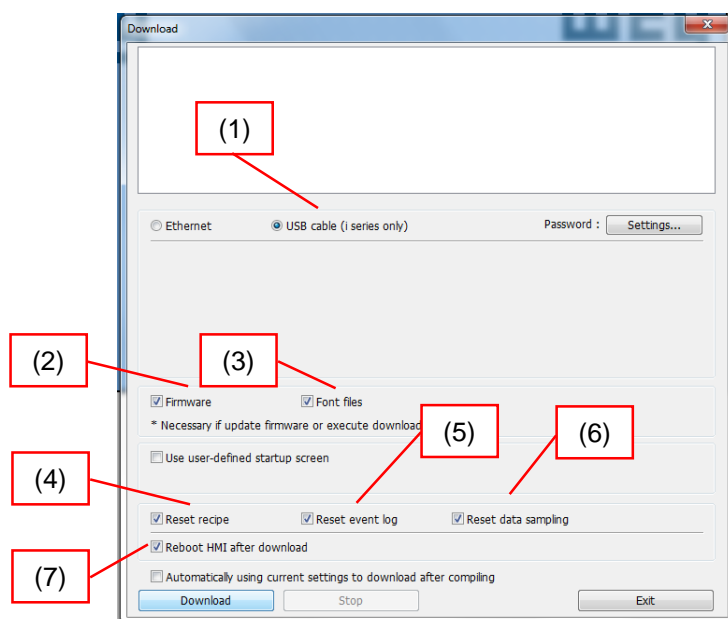 Download
(1)
Ethernet USB cable (i series only) Password : Settings...
(2) (3)
Firmware Font files
* Necessary if update firmware or execute download
(5) (6)
Use user-defined startup screen
(4)
Reset recipe Reset event log Reset data sampling
Reboot HMI after download
(7)
Automatically using current settings to download after compiling
Download Stop Exit